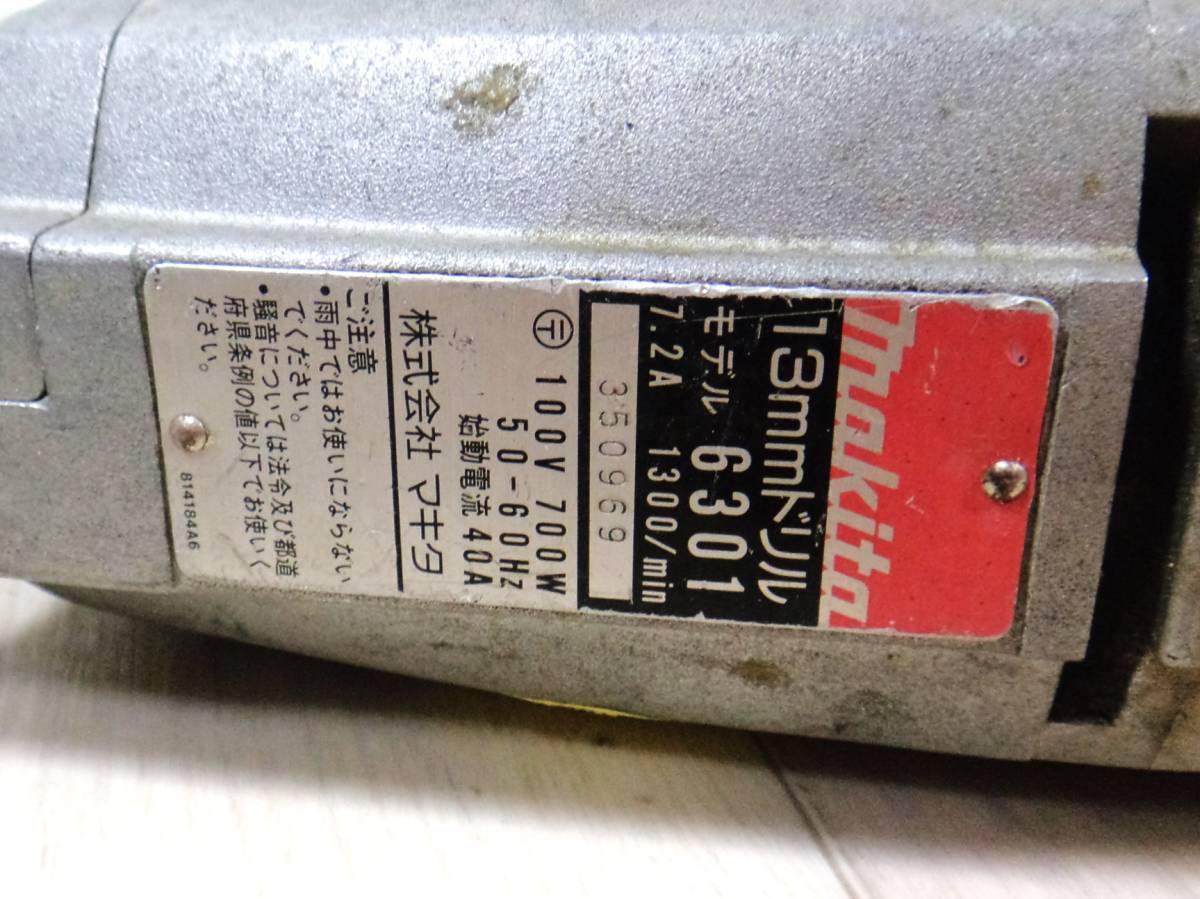 makita
13mmドリル
モデル 6301
7.2A 1300/min
350969
〒 100V 700W
50-60Hz
始動電流 40A
株式会社 マキタ
ご注意
・雨中ではお使いにならない
でください。
・騒音については法令及び都道
府県条例の値以下でお使いく
ださい。
814184A6